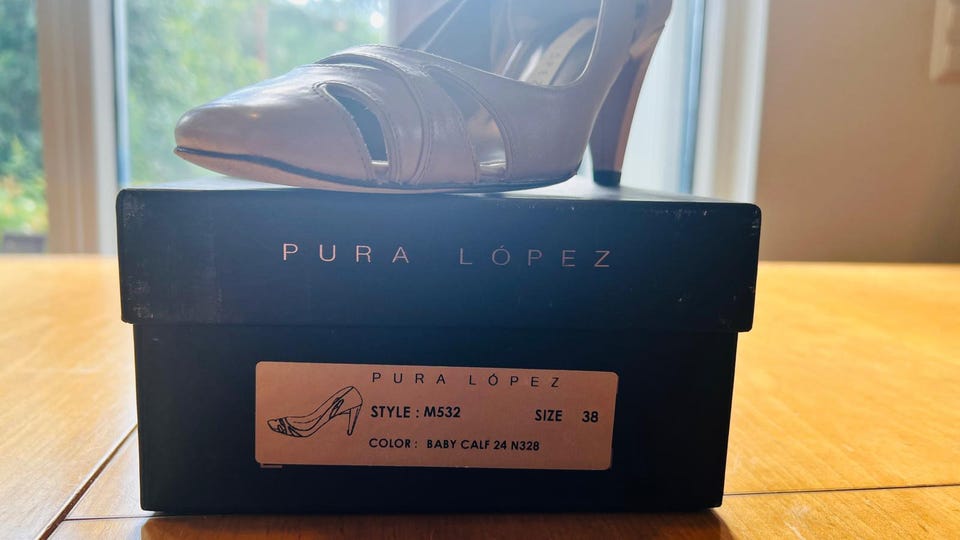 PURA LÓPEZ
PURA LÓPEZ
STYLE : M532 SIZE 38
COLOR : BABY CALF 24 N328